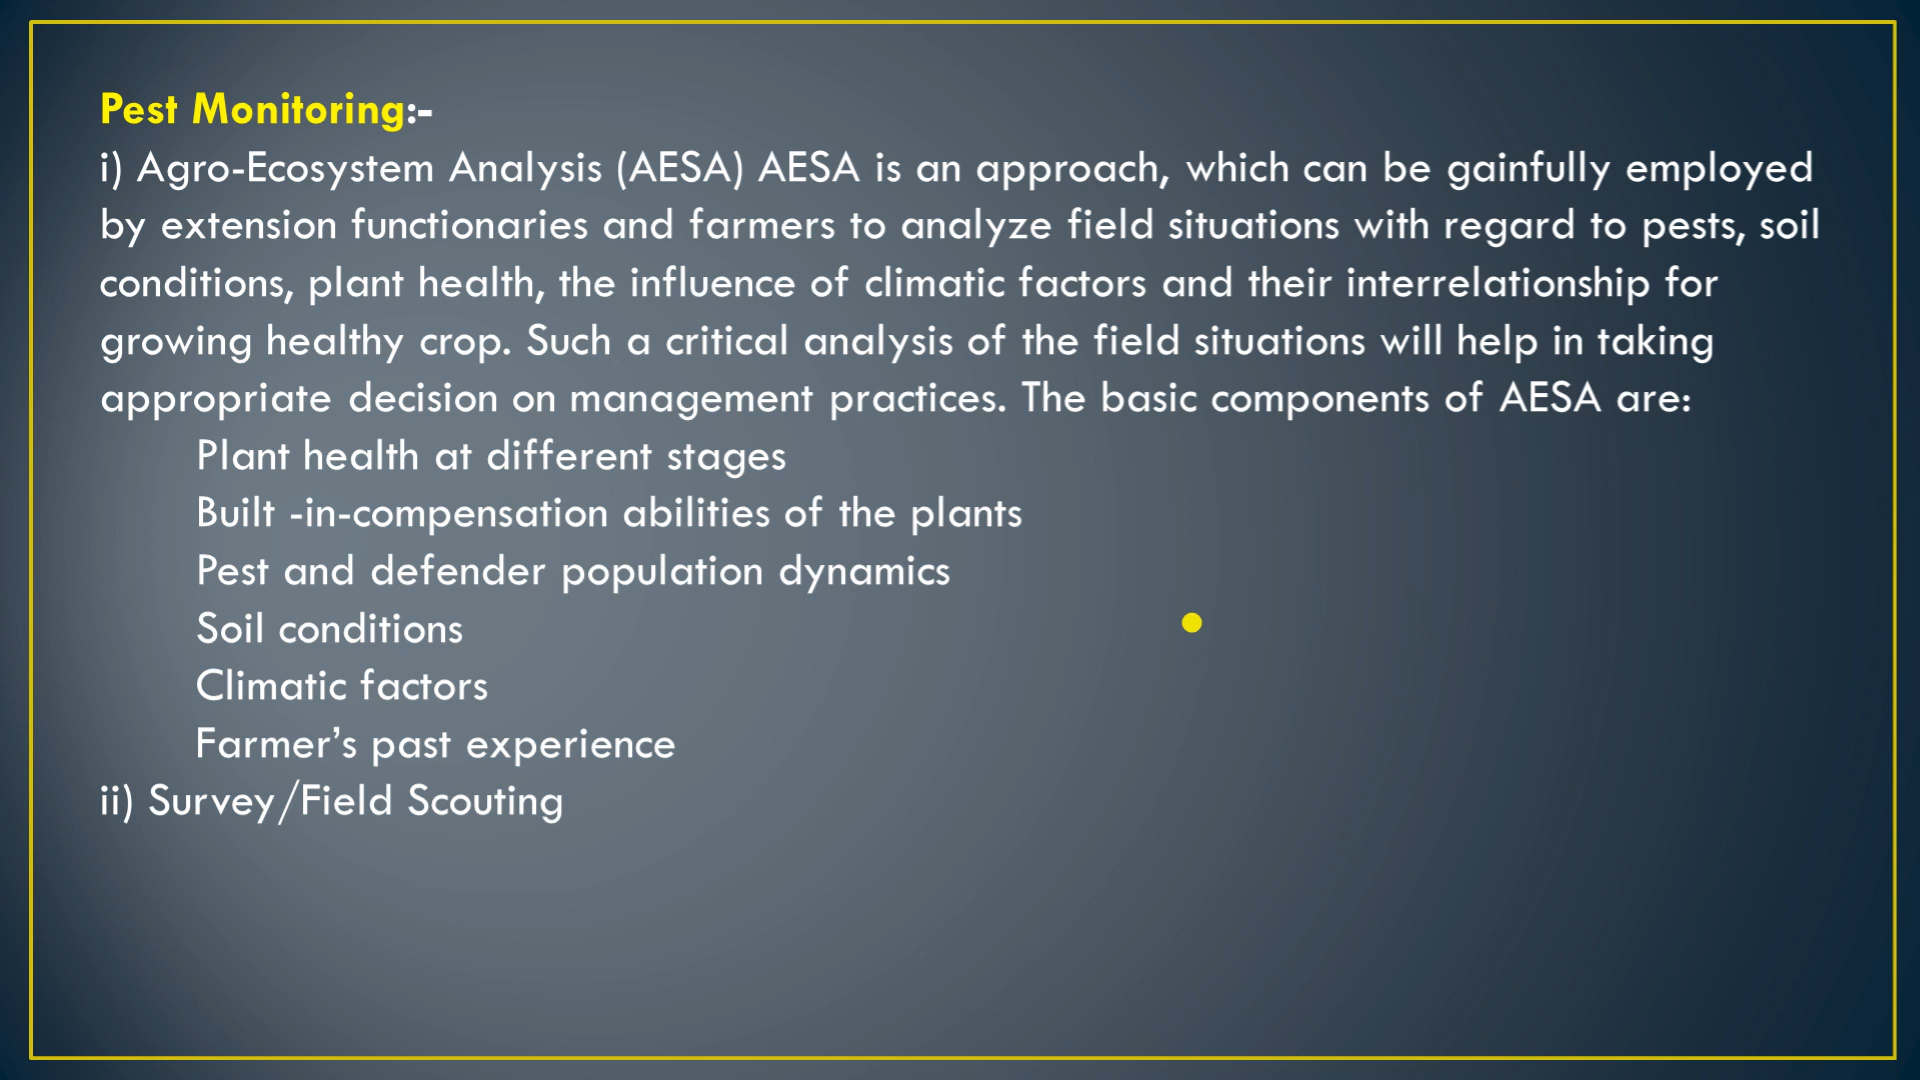 Pest Monitoring:-
i) Agro-Ecosystem Analysis (AESA) AESA is an approach, which can be gainfully employed
by extension functionaries and farmers to analyze field situations with regard to pests, soil
conditions, plant health, the influence of climatic factors and their interrelationship for
growing healthy crop. Such a critical analysis of the field situations will help in taking
appropriate decision on management practices. The basic components of AESA are:
Plant health at different stages
Built -in-compensation abilities of the plants
Pest and defender population dynamics
Soil conditions
Climatic factors
Farmer’s past experience
ii) Survey/Field Scouting